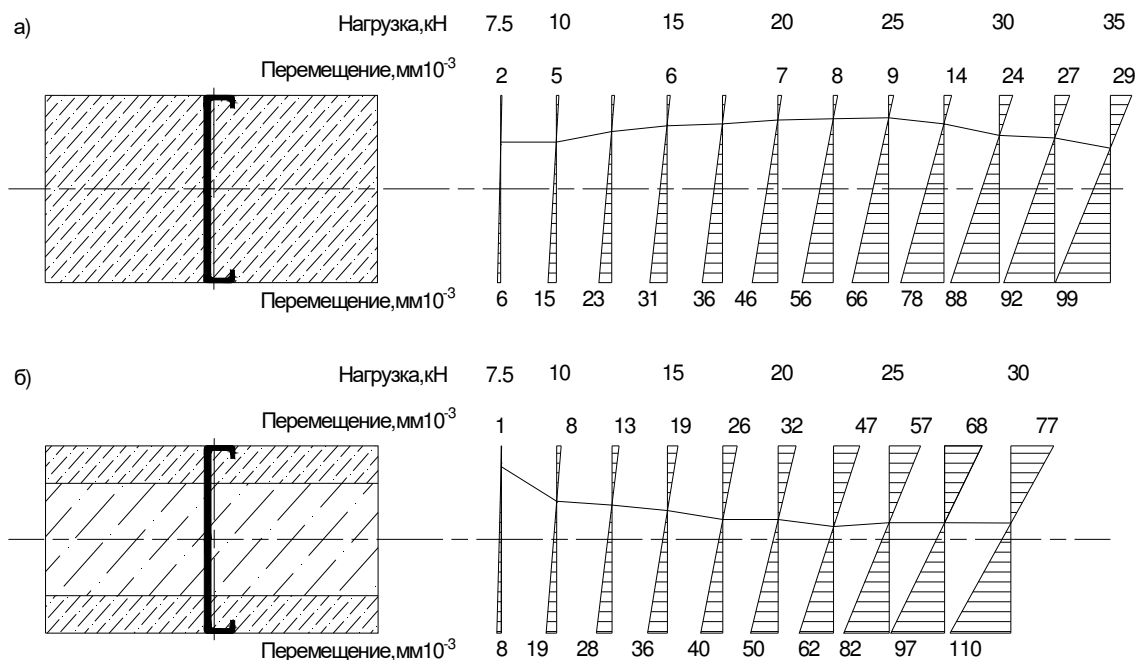 а)
Нагрузка,кН 7.5 10 15 20 25 30 35
Перемещение,мм10-3 2 5 6 7 8 9 14 24 27 29
Перемещение,мм10-3 6 15 23 31 36 46 56 66 78 88 92 99
б)
Нагрузка,кН 7.5 10 15 20 25 30
Перемещение,мм10-3 1 8 13 19 26 32 47 57 68 77
Перемещение,мм10-3 8 19 28 36 40 50 62 82 97 110